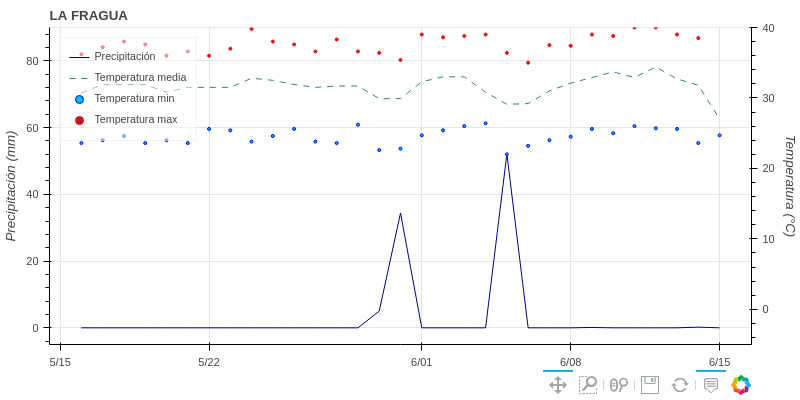 LA FRAGUA
Precipitación
Temperatura media
Temperatura min
Temperatura max
Precipitación (mm)
80
60
40
20
0
Temperatura (°C)
40
30
20
10
0
5/15
5/22
6/01
6/08
6/15